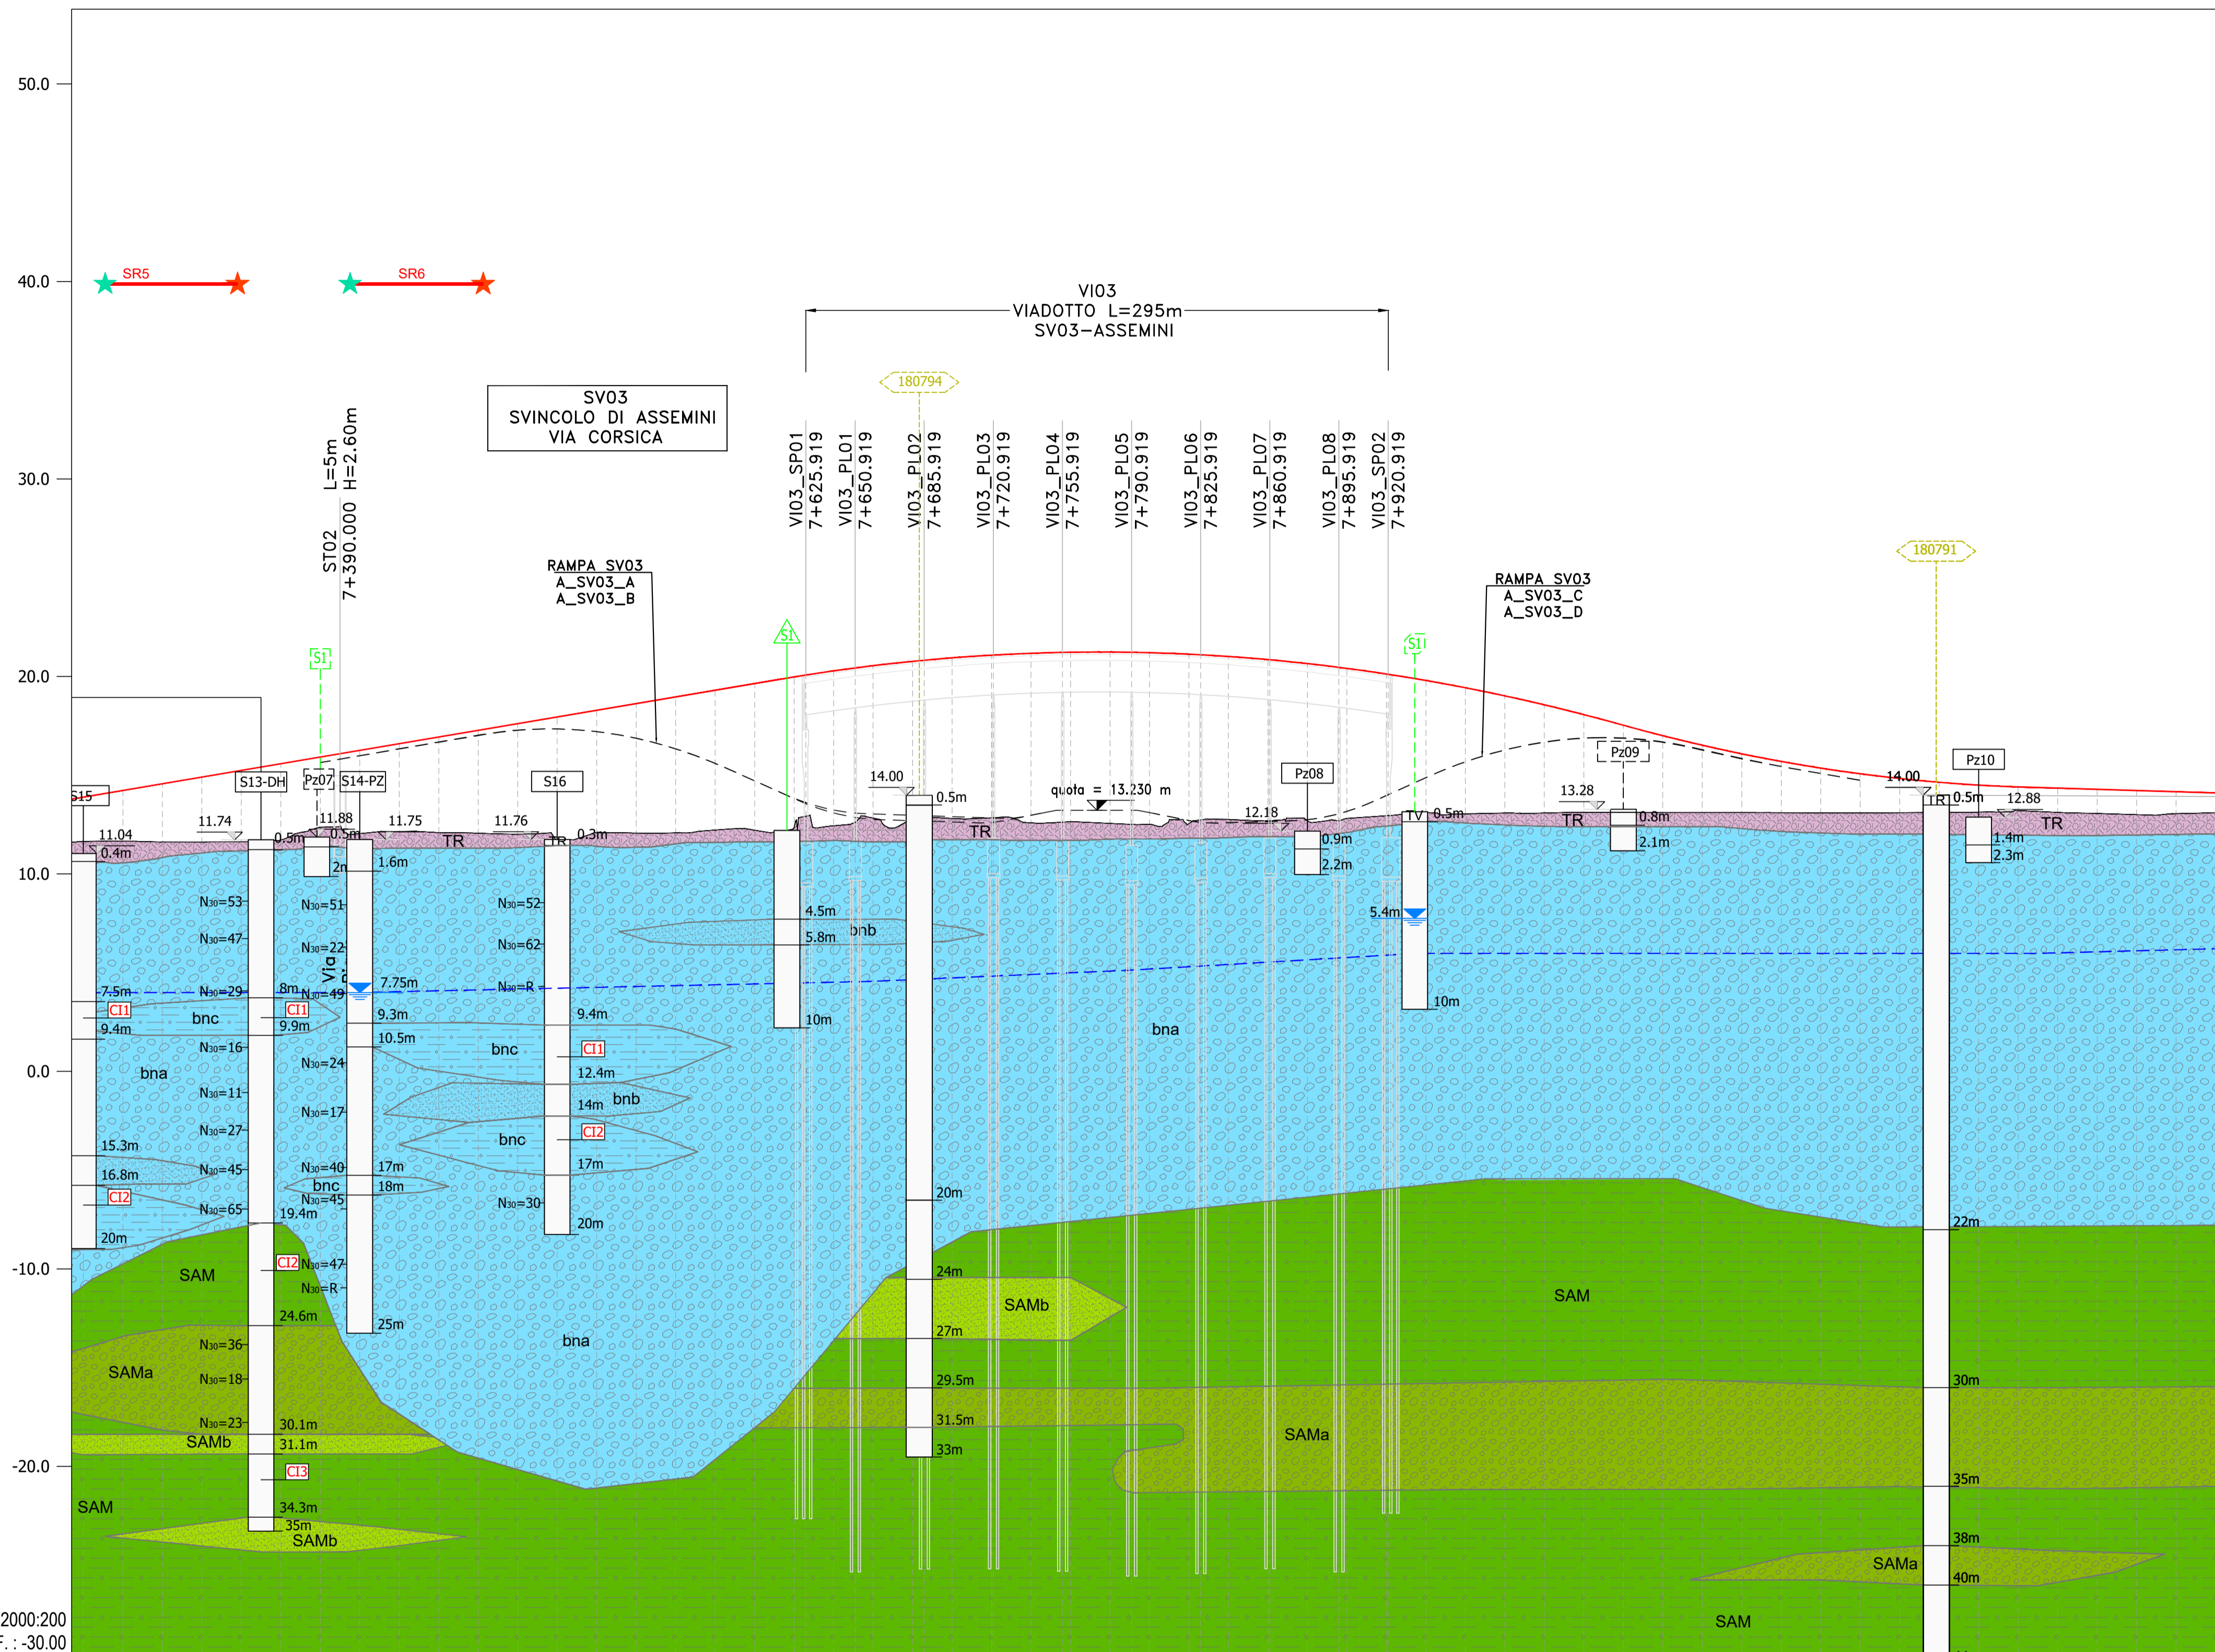 50.0
40.0
30.0
20.0
10.0
0.0
-10.0
-20.0
2000:200
F. : -30.00
SR5
SR6
VI03
VIADOTTO L=295m
SV03-ASSEMINI
SV03
SVINCOLO DI ASSEMINI
VIA CORSICA
180794
180791
ST02 L=5m
7+390.000 H=2.60m
VI03_SP01
7+625.919
VI03_PL01
7+650.919
VI03_PL02
7+685.919
VI03_PL03
7+720.919
VI03_PL04
7+755.919
VI03_PL05
7+790.919
VI03_PL06
7+825.919
VI03_PL07
7+860.919
VI03_PL08
7+895.919
VI03_SP02
7+920.919
RAMPA SV03
A_SV03_A
A_SV03_B
RAMPA SV03
A_SV03_C
A_SV03_D
S1
S1
S1
S15
S13-DH
Pz07
S14-PZ
S16
Pz08
Pz09
Pz10
11.04
11.74
11.88
11.75
11.76
14.00
quota = 13.230 m
12.18
13.28
14.00
12.88
TR
TR
TR
TR
TR
TR
TV
0.4m
7.5m
CI1
9.4m
15.3m
16.8m
CI2
20m
0.5m
N30=53
N30=47
N30=29
8m
CI1
9.9m
N30=16
N30=11
N30=27
N30=45
N30=65
19.4m
CI2
24.6m
N30=36
N30=18
N30=23
30.1m
31.1m
CI3
34.3m
35m
0.5m
2m
1.6m
N30=51
N30=22
Via
N30=49
7.75m
9.3m
10.5m
N30=24
N30=17
N30=40
17m
18m
N30=45
N30=47
N30=R
25m
0.3m
N30=52
N30=62
N30=R
9.4m
CI1
12.4m
14m
CI2
17m
N30=30
20m
4.5m
5.8m
10m
0.5m
20m
24m
27m
29.5m
31.5m
33m
0.9m
2.2m
0.5m
5.4m
10m
0.8m
2.1m
0.5m
22m
30m
35m
38m
40m
1.4m
2.3m
bnc
bna
bnc
bnc
bnb
bnc
bnb
bna
bna
SAM
SAMa
SAMb
SAM
SAMb
SAMb
SAM
SAMa
SAMa
SAM